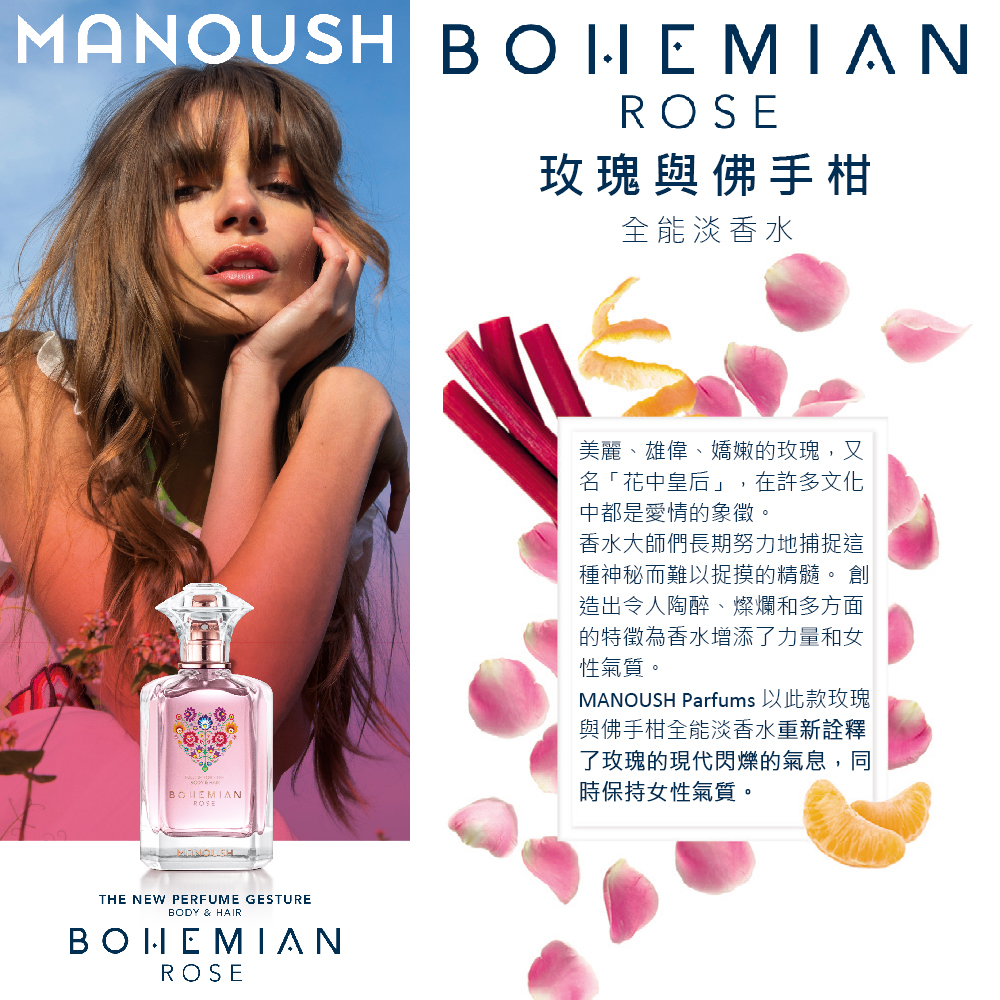 MANOUSH
BOHEMIAN
ROSE
玫瑰與佛手柑
全能淡香水
美麗、雄偉、嬌嫩的玫瑰，又
名「花中皇后」，在許多文化
中都是愛情的象徵。
香水大師們長期努力地捕捉這
種神秘而難以捉摸的精髓。 創
造出令人陶醉、燦爛和多方面
的特徵為香水增添了力量和女
性氣質。
MANOUSH Parfums 以此款玫瑰
與佛手柑全能淡香水重新詮釋
了玫瑰的現代閃爍的氣息，同
時保持女性氣質。
BOHEMIAN
ROSE
MANOUSH
THE NEW PERFUME GESTURE
BODY & HAIR
BOHEMIAN
ROSE